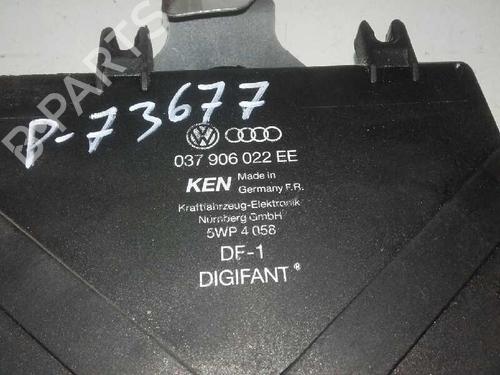 P-73677
037 906 022 EE
KEN Made in
Germany F.R.
Kraftfahrzeug-Elektronik
Nürnberg GmbH
5WP 4 058
DF-1
DIGIFANT®